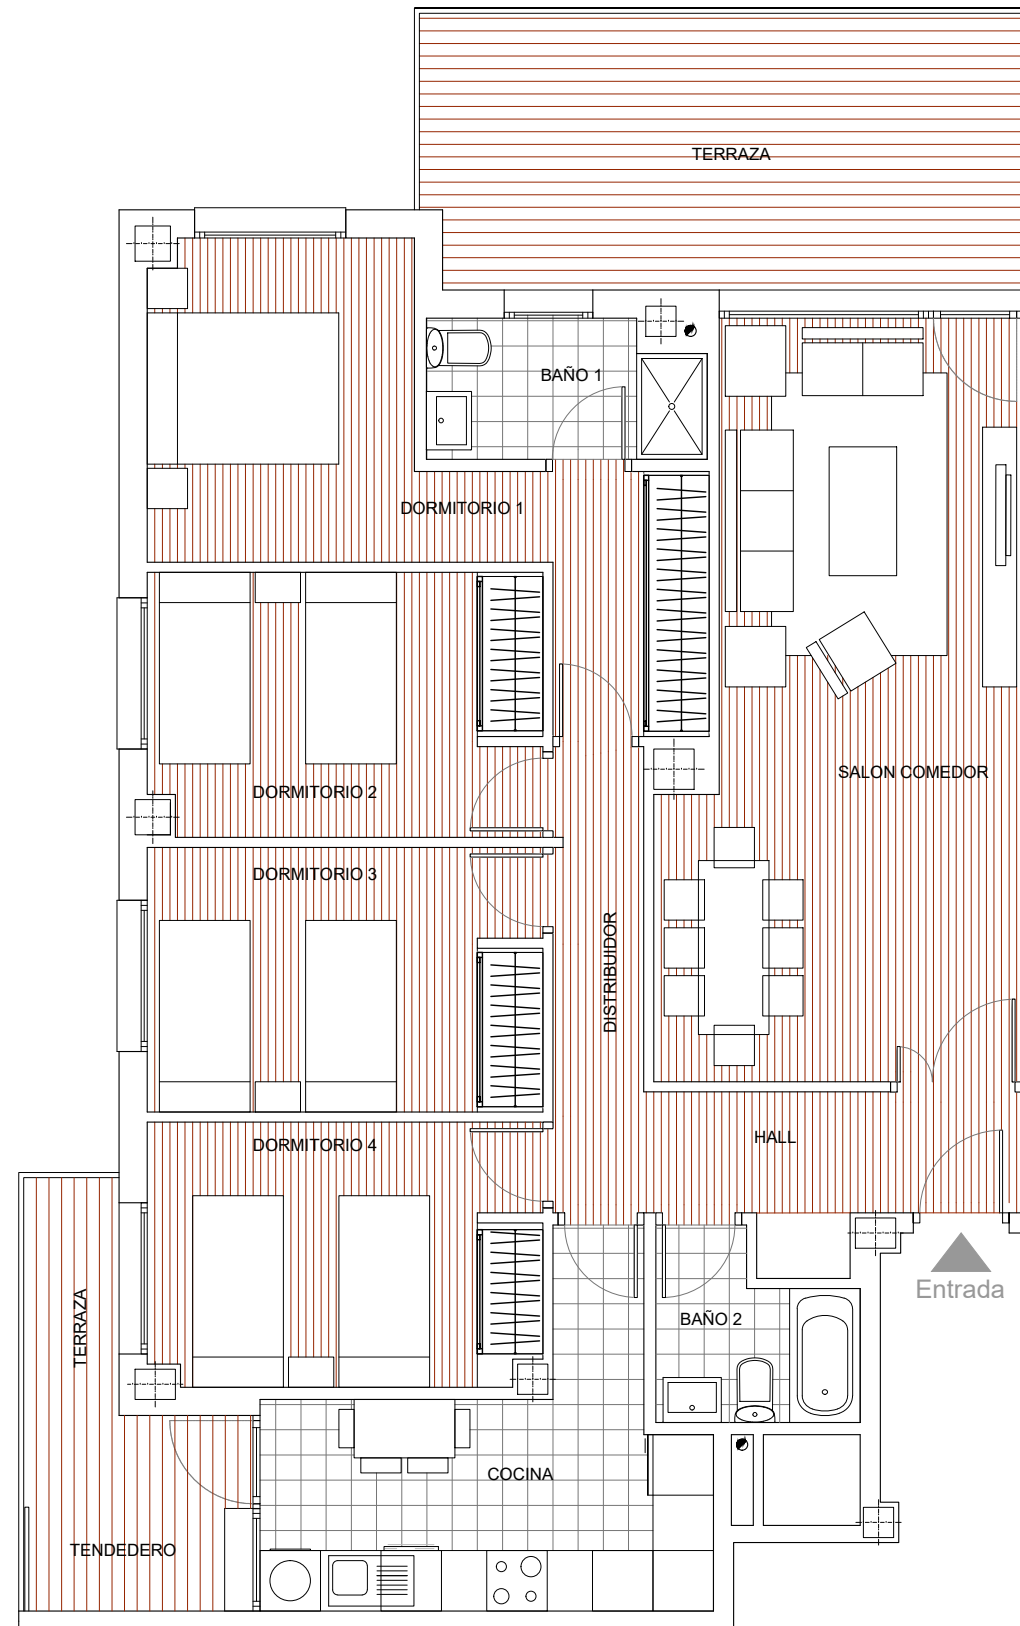 TERRAZA
BAÑO 1
DORMITORIO 1
SALON COMEDOR
DORMITORIO 2
DORMITORIO 3
DISTRIBUIDOR
HALL
DORMITORIO 4
Entrada
TERRAZA
BAÑO 2
COCINA
TENDEDERO